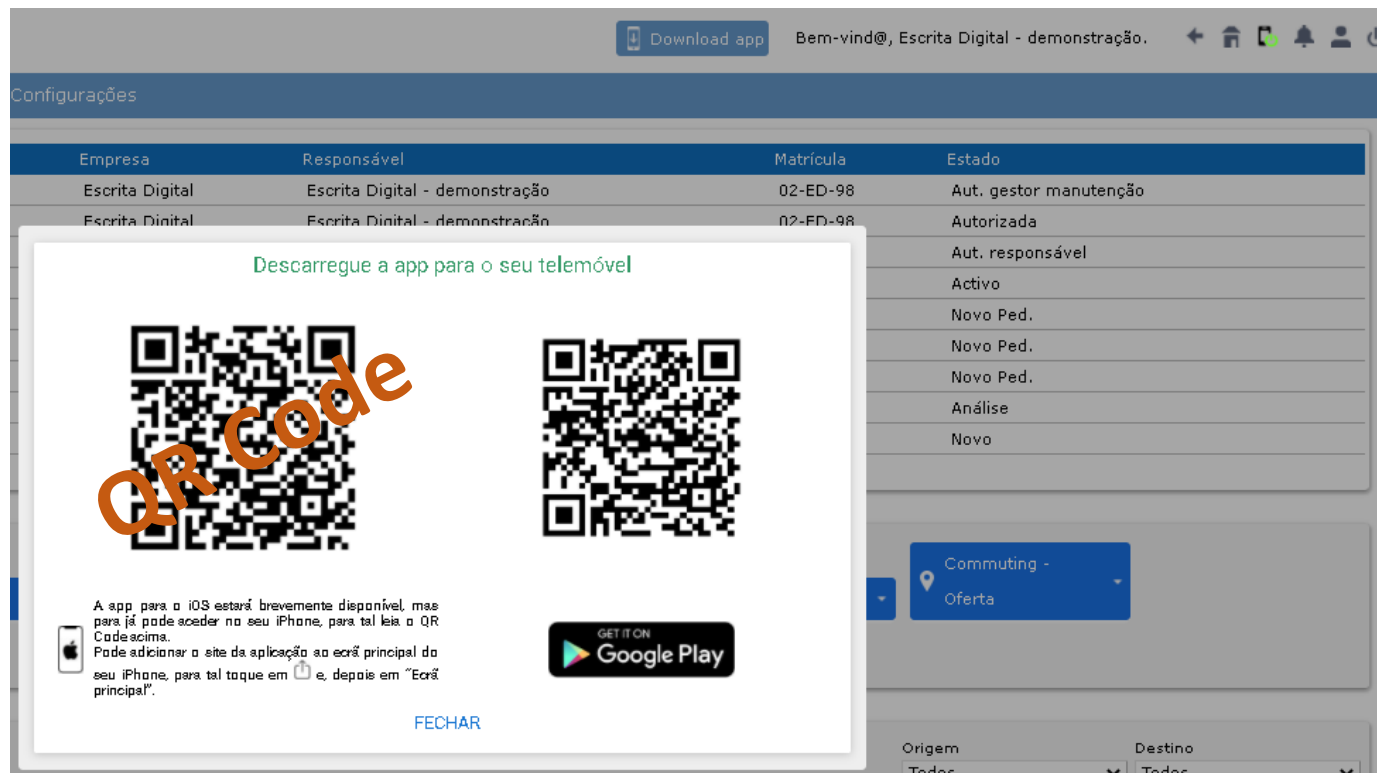 Download app
Bem-vind@, Escrita Digital - demonstração.
Configurações
Empresa Responsável Matrícula Estado
Escrita Digital Escrita Digital - demonstração 02-ED-98 Aut. gestor manutenção
Escrita Digital Escrita Digital - demonstração 02-ED-98 Autorizada
Aut. responsável
Activo
Novo Ped.
Novo Ped.
Novo Ped.
Análise
Novo
Descarregue a app para o seu telemóvel
QR Code
A app para o iOS estará brevemente disponível, mas
para já pode aceder no seu iPhone, para tal leia o QR
Code acima.
Pode adicionar o site da aplicação ao ecrã principal do
seu iPhone, para tal toque em e, depois em “Ecrã
principal”.
GET IT ON
Google Play
FECHAR
Commuting -
Oferta
Origem Destino
Todos Todos